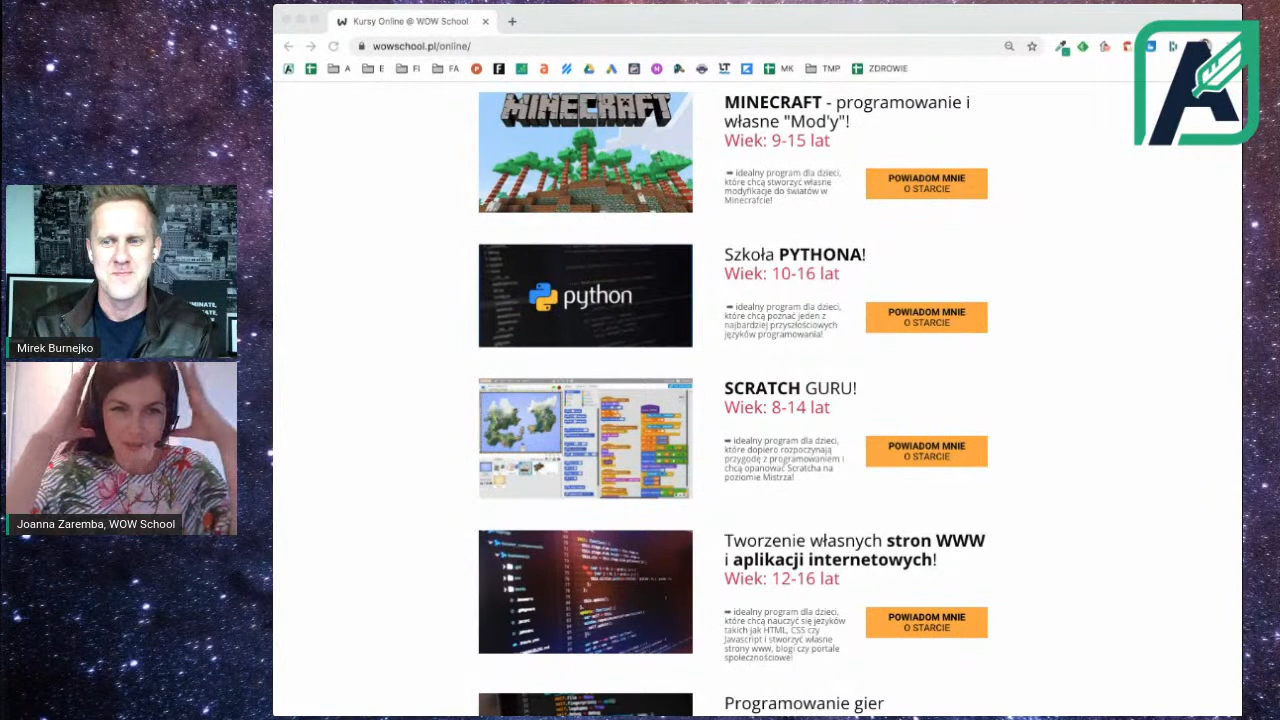 Kursy Online @ WOW School
wowschool.pl/online/
A
E
FI
FA
MK
TMP
ZDROWIE
MINECRAFT
MINECRAFT - programowanie i
własne "Mod'y"!
Wiek: 9-15 lat
➡ idealny program dla dzieci,
które chcą stworzyć własne
modyfikacje do światów w
Minecrafcie!
POWIADOM MNIE
O STARCIE
python
Szkoła PYTHONA!
Wiek: 10-16 lat
➡ idealny program dla dzieci,
które chcą poznać jeden z
najbardziej przyszłościowych
języków programowania!
POWIADOM MNIE
O STARCIE
SCRATCH GURU!
Wiek: 8-14 lat
➡ idealny program dla dzieci,
które dopiero rozpoczynają
przygodę z programowaniem i
chcą opanować Scratcha na
poziomie Mistrza!
POWIADOM MNIE
O STARCIE
Tworzenie własnych stron WWW
i aplikacji internetowych!
Wiek: 12-16 lat
➡ idealny program dla dzieci,
które chcą nauczyć się języków
takich jak HTML, CSS czy
Javascript i stworzyć własne
strony www, blogi czy portale
społecznościowe!
POWIADOM MNIE
O STARCIE
Programowanie gier
Mirek Burnejko
Joanna Zaremba, WOW School